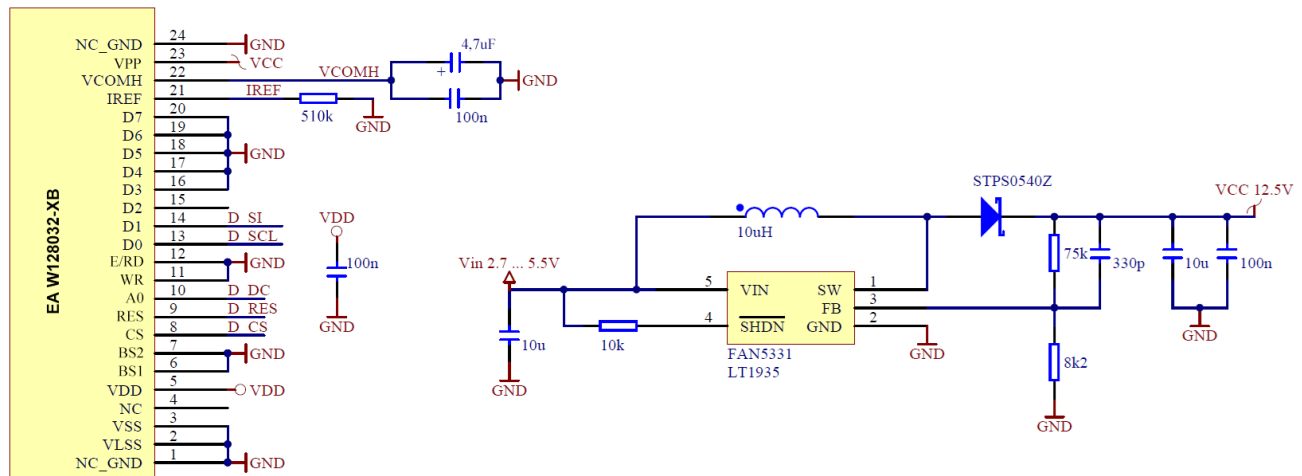 EA W128032-XB
NC_GND 24 GND
VPP 23 VCC
VCOMH 22 VCOMH
IREF 21 IREF
D7 20
D6 19
D5 18 GND
D4 17
D3 16
D2 15
D1 14 D_SI
D0 13 D_SCL
E/RD 12 GND
WR 11
A0 10 D_DC
RES 9 D_RES
CS 8 D_CS
BS2 7 GND
BS1 6
VDD 5 VDD
NC 4
VSS 3
VLSS 2
NC_GND 1 GND
4,7uF
+
GND
100n
510k
GND
VDD
100n
GND
Vin 2.7 ... 5.5V
10u
GND
10k
10uH
5 VIN SW 1
FB 3
4 SHDN GND 2
FAN5331
LT1935
GND
STPS0540Z
VCC 12.5V
75k
330p
10u
100n
GND
8k2
GND